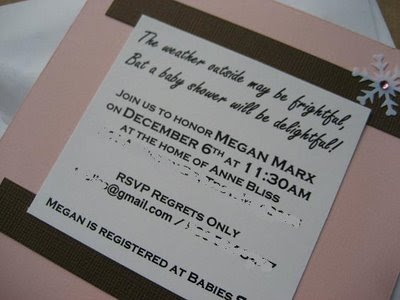 The weather outside may be frightful,
But a baby shower will be delightful!
Join us to honor Megan Marx
on December 6th at 11:30am
at the home of Anne Bliss
RSVP Regrets Only
@gmail.com /
Megan is registered at Babies